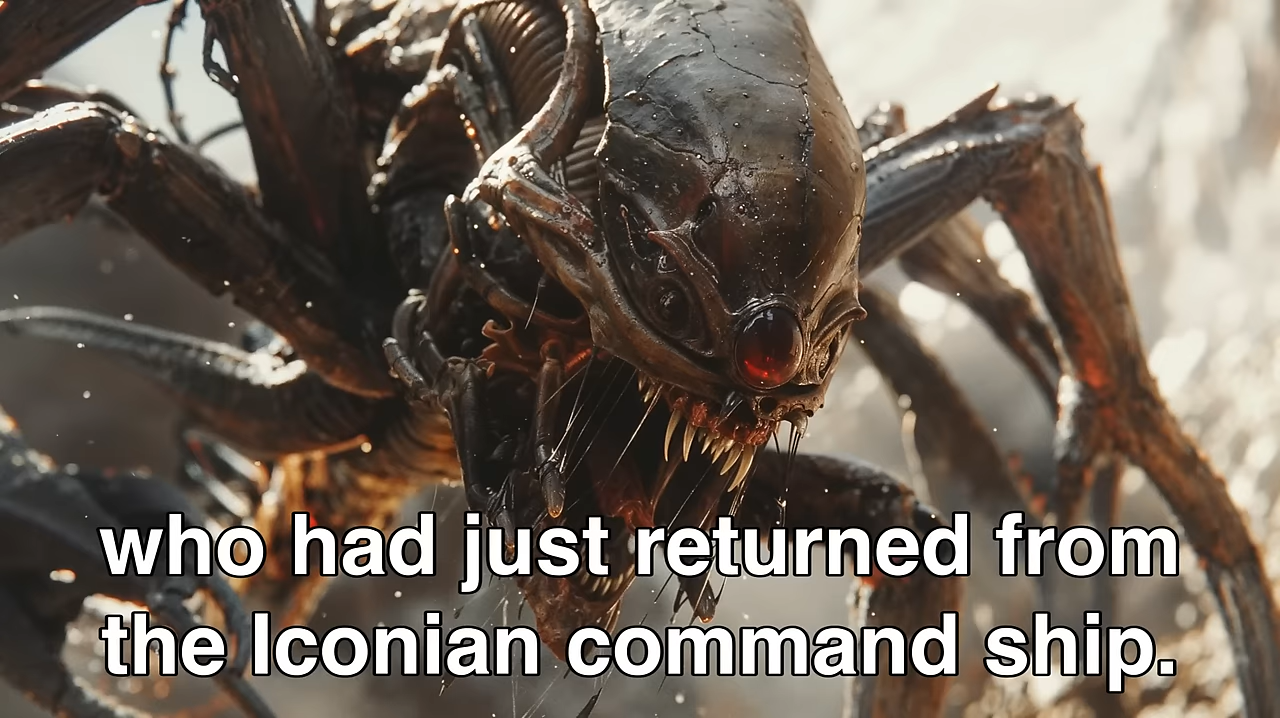 who had just returned from
the Iconian command ship.